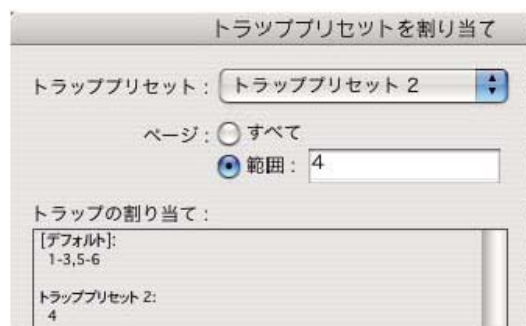 トラッププリセットを割り当て
トラッププリセット： トラッププリセット 2
ページ： すべて
範囲： 4
トラップの割り当て：
[デフォルト]:
1-3,5-6
トラッププリセット 2:
4